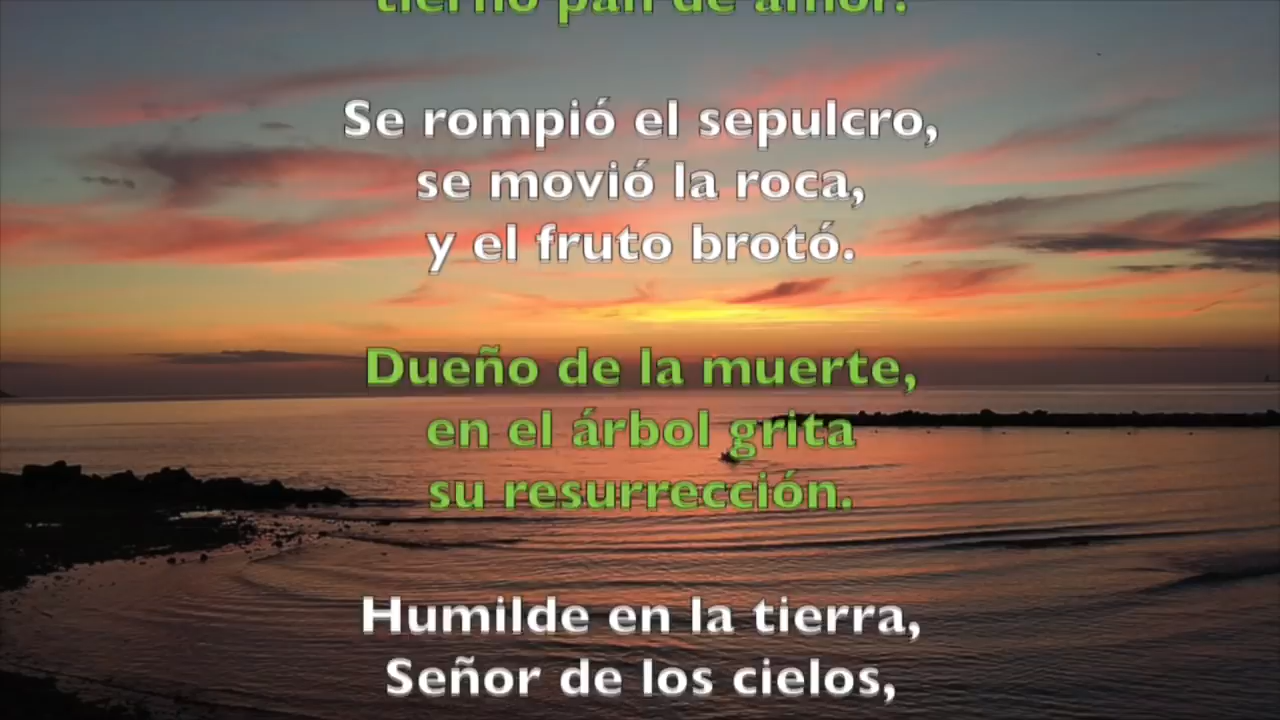 tierno pan de amor.
Se rompió el sepulcro,
se movió la roca,
y el fruto brotó.
Dueño de la muerte,
en el árbol grita
su resurrección.
Humilde en la tierra,
Señor de los cielos,